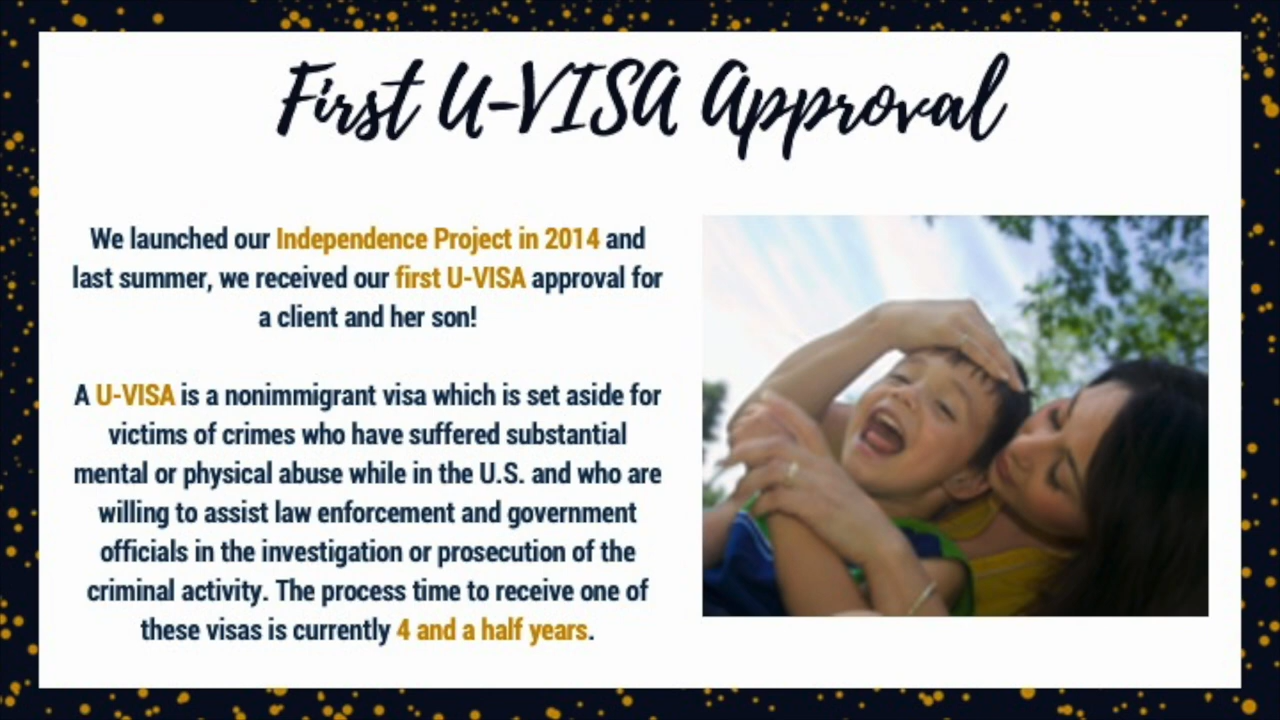 First U-VISA Approval
We launched our Independence Project in 2014 and
last summer, we received our first U-VISA approval for
a client and her son!
A U-VISA is a nonimmigrant visa which is set aside for
victims of crimes who have suffered substantial
mental or physical abuse while in the U.S. and who are
willing to assist law enforcement and government
officials in the investigation or prosecution of the
criminal activity. The process time to receive one of
these visas is currently 4 and a half years.